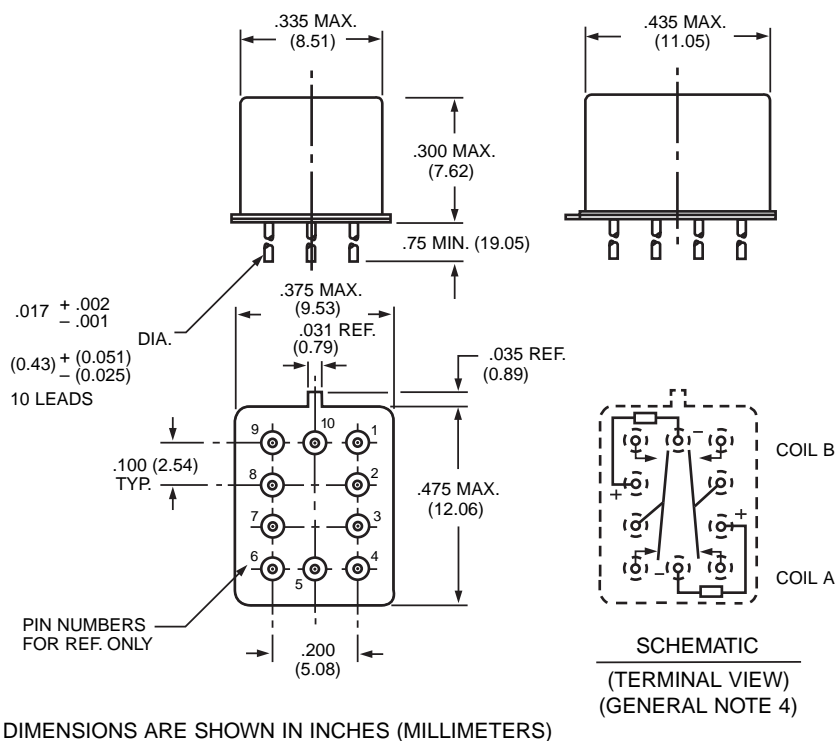 .335 MAX.
(8.51)
.435 MAX.
(11.05)
.300 MAX.
(7.62)
.75 MIN. (19.05)
.375 MAX.
(9.53)
.017 + .002
– .001
DIA.
(0.43) + (0.051)
– (0.025)
10 LEADS
.031 REF.
(0.79)
.035 REF.
(0.89)
9
10
1
.100 (2.54)
TYP.
8
2
7
3
6
5
4
.475 MAX.
(12.06)
PIN NUMBERS
FOR REF. ONLY
.200
(5.08)
–
COIL B
+
+
–
COIL A
SCHEMATIC
(TERMINAL VIEW)
(GENERAL NOTE 4)
DIMENSIONS ARE SHOWN IN INCHES (MILLIMETERS)